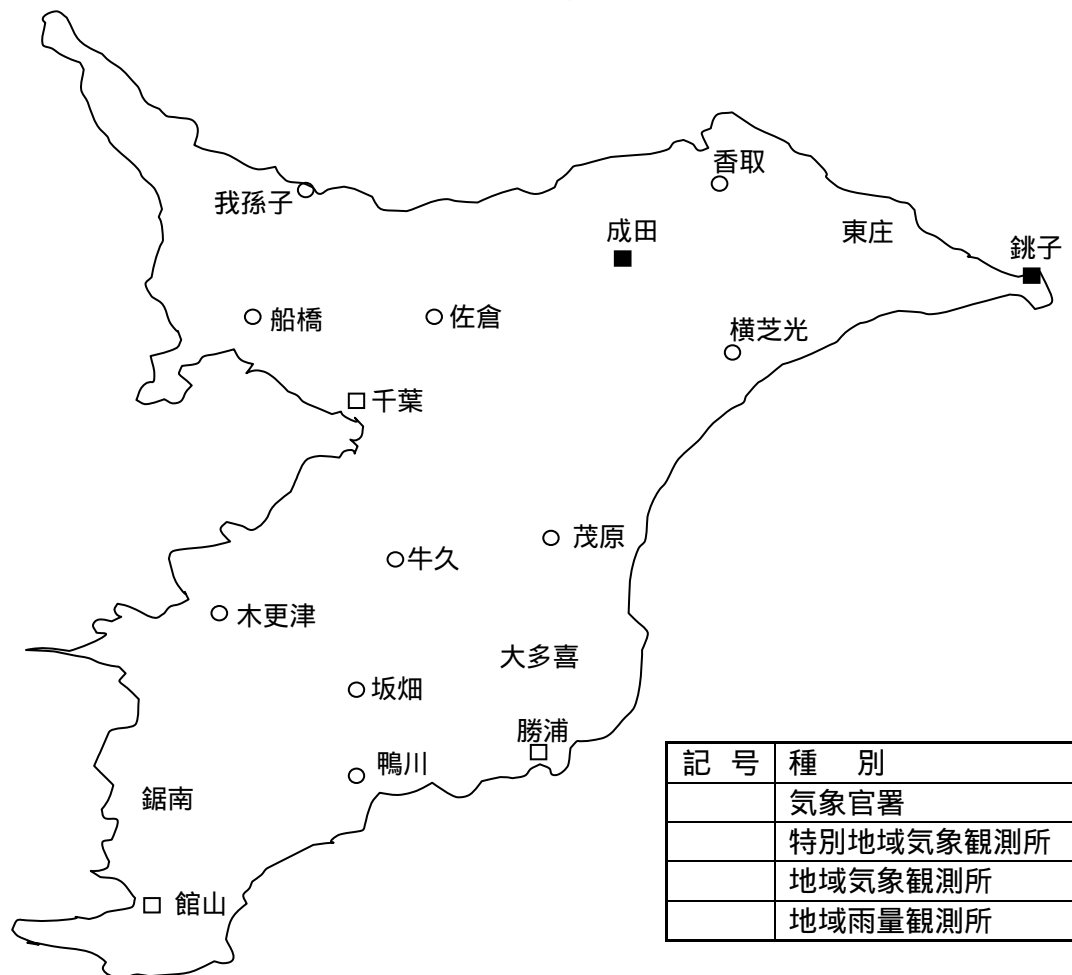 香取
我孫子
成田
東庄
銚子
船橋
佐倉
横芝光
千葉
茂原
牛久
木更津
大多喜
坂畑
勝浦
鴨川
鋸南
館山
記 号 種 別
気象官署
特別地域気象観測所
地域気象観測所
地域雨量観測所